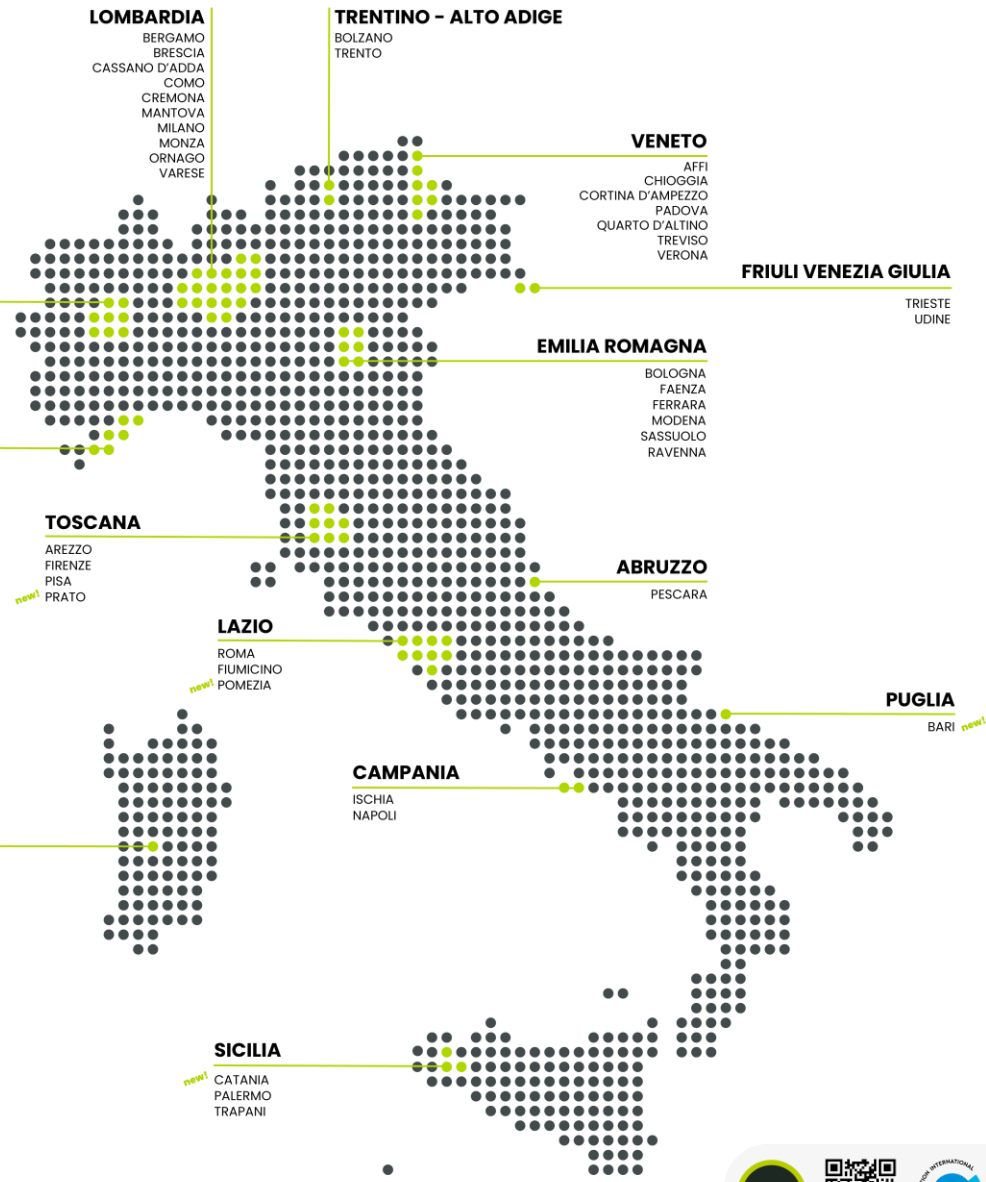 LOMBARDIA
BERGAMO
BRESCIA
CASSANO D'ADDA
COMO
CREMONA
MANTOVA
MILANO
MONZA
ORNAGO
VARESE
TRENTINO - ALTO ADIGE
BOLZANO
TRENTO
VENETO
AFFI
CHIOGGIA
CORTINA D'AMPEZZO
PADOVA
QUARTO D'ALTINO
TREVISO
VERONA
FRIULI VENEZIA GIULIA
TRIESTE
UDINE
EMILIA ROMAGNA
BOLOGNA
FAENZA
FERRARA
MODENA
SASSUOLO
RAVENNA
TOSCANA
AREZZO
FIRENZE
PISA
new! PRATO
ABRUZZO
PESCARA
LAZIO
ROMA
FIUMICINO
new! POMEZIA
PUGLIA
BARI new!
CAMPANIA
ISCHIA
NAPOLI
SICILIA
new! CATANIA
PALERMO
TRAPANI
INTERNATIONAL